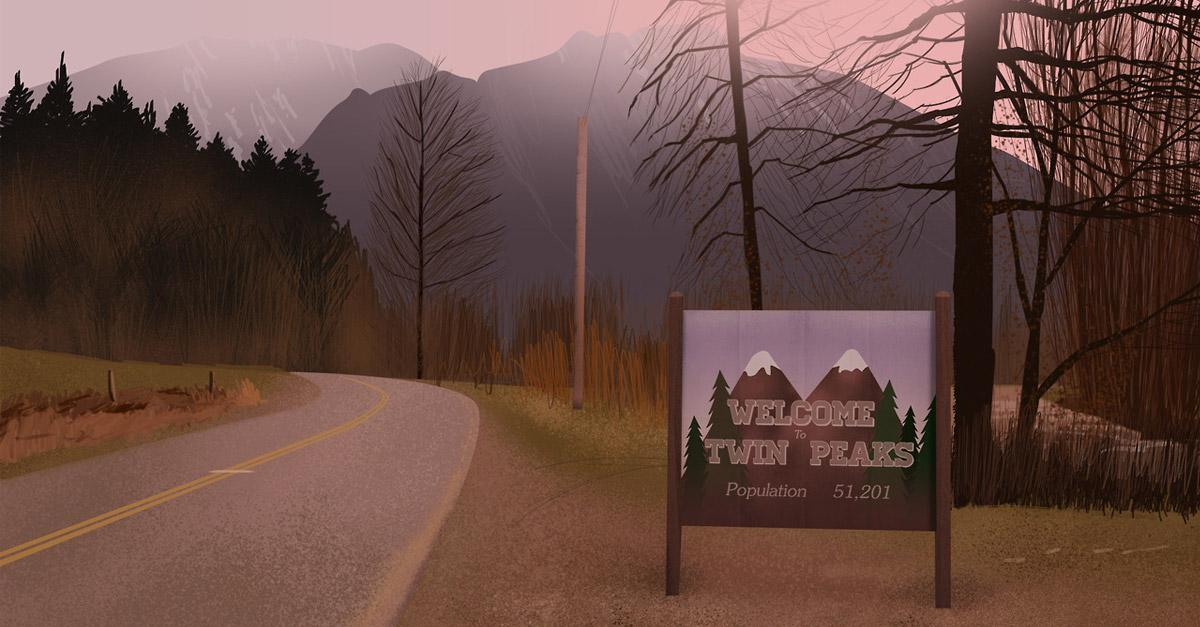 WELCOME
To
TWIN PEAKS
Population 51,201